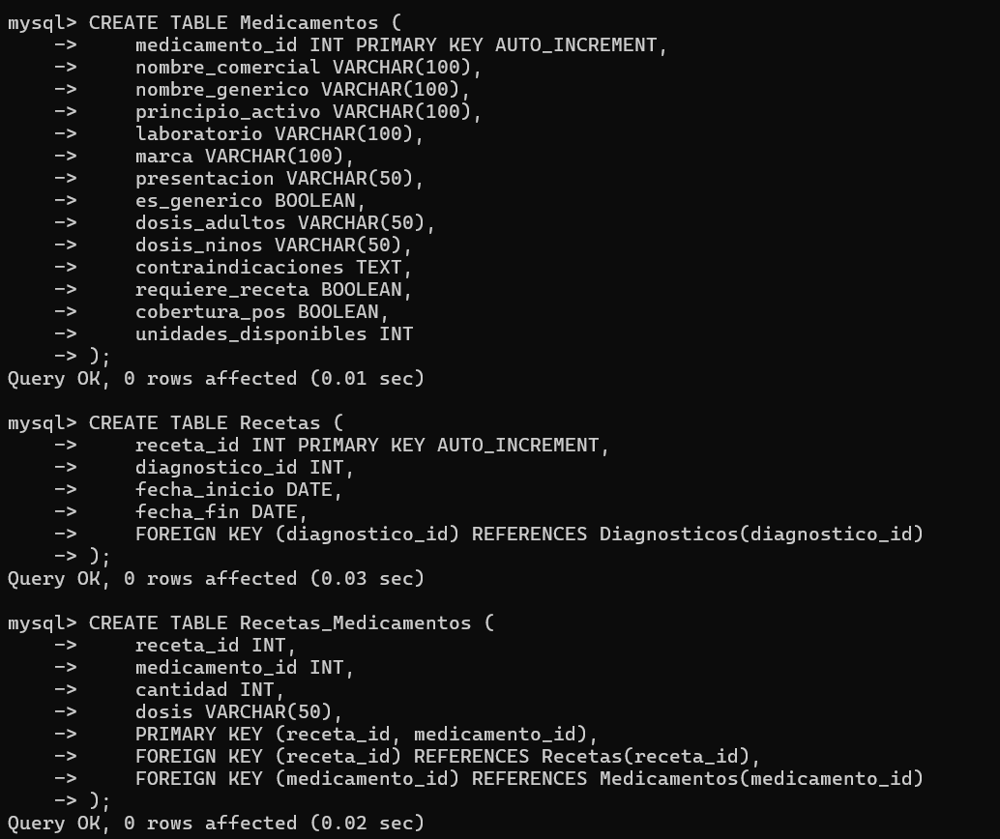 mysql> CREATE TABLE Medicamentos (
    ->     medicamento_id INT PRIMARY KEY AUTO_INCREMENT,
    ->     nombre_comercial VARCHAR(100),
    ->     nombre_generico VARCHAR(100),
    ->     principio_activo VARCHAR(100),
    ->     laboratorio VARCHAR(100),
    ->     marca VARCHAR(100),
    ->     presentacion VARCHAR(50),
    ->     es_generico BOOLEAN,
    ->     dosis_adultos VARCHAR(50),
    ->     dosis_ninos VARCHAR(50),
    ->     contraindicaciones TEXT,
    ->     requiere_receta BOOLEAN,
    ->     cobertura_pos BOOLEAN,
    ->     unidades_disponibles INT
    -> );
Query OK, 0 rows affected (0.01 sec)

mysql> CREATE TABLE Recetas (
    ->     receta_id INT PRIMARY KEY AUTO_INCREMENT,
    ->     diagnostico_id INT,
    ->     fecha_inicio DATE,
    ->     fecha_fin DATE,
    ->     FOREIGN KEY (diagnostico_id) REFERENCES Diagnosticos(diagnostico_id)
    -> );
Query OK, 0 rows affected (0.03 sec)

mysql> CREATE TABLE Recetas_Medicamentos (
    ->     receta_id INT,
    ->     medicamento_id INT,
    ->     cantidad INT,
    ->     dosis VARCHAR(50),
    ->     PRIMARY KEY (receta_id, medicamento_id),
    ->     FOREIGN KEY (receta_id) REFERENCES Recetas(receta_id),
    ->     FOREIGN KEY (medicamento_id) REFERENCES Medicamentos(medicamento_id)
    -> );
Query OK, 0 rows affected (0.02 sec)